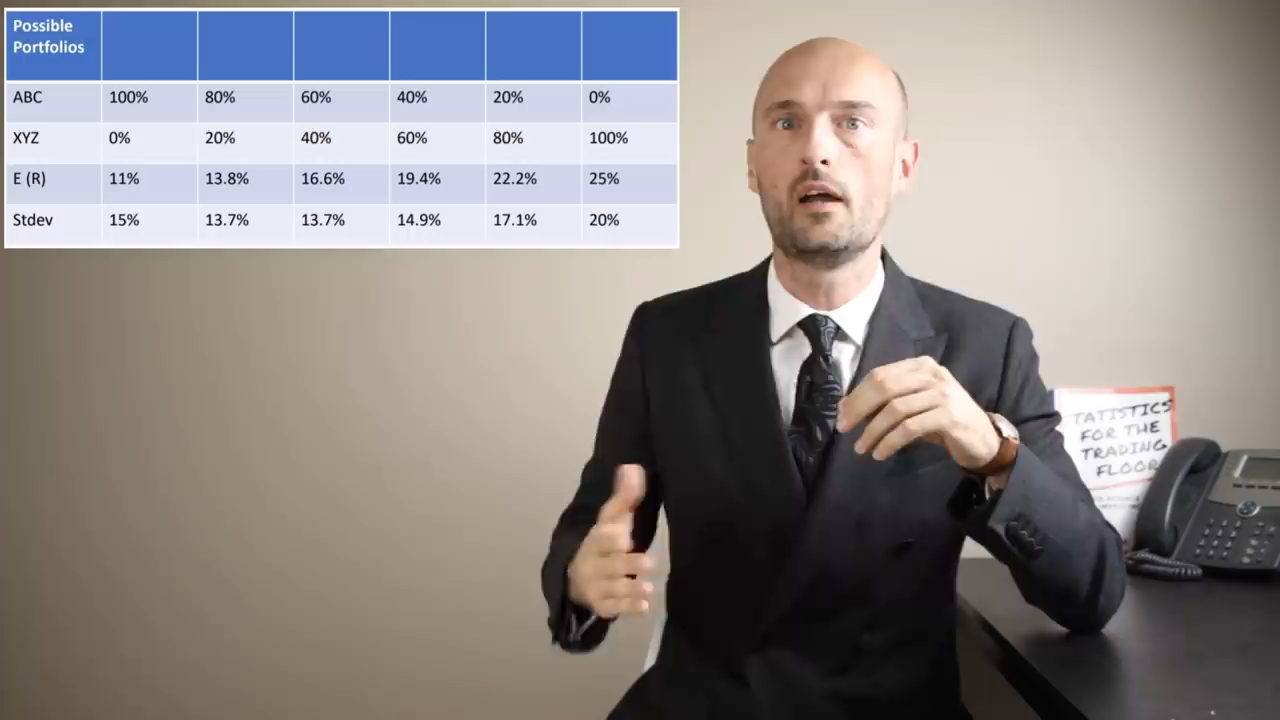 Possible
Portfolios
ABC 100% 80% 60% 40% 20% 0%
XYZ 0% 20% 40% 60% 80% 100%
E (R) 11% 13.8% 16.6% 19.4% 22.2% 25%
Stdev 15% 13.7% 13.7% 14.9% 17.1% 20%
TATISTICS
FOR THE
TRADING
FLOOR